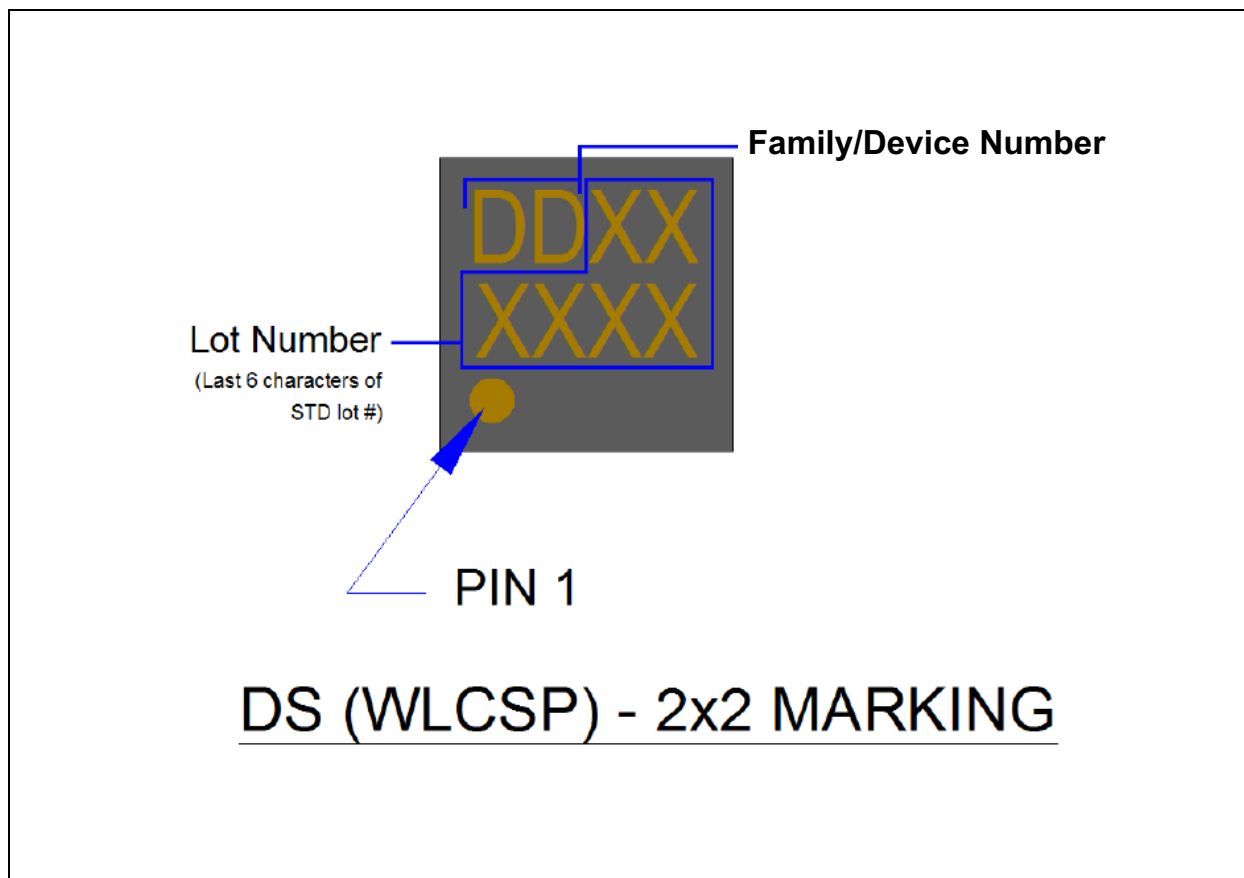 Family/Device Number
DDXX
XXXX
Lot Number
(Last 6 characters of
STD lot #)
PIN 1
DS (WLCSP) - 2x2 MARKING